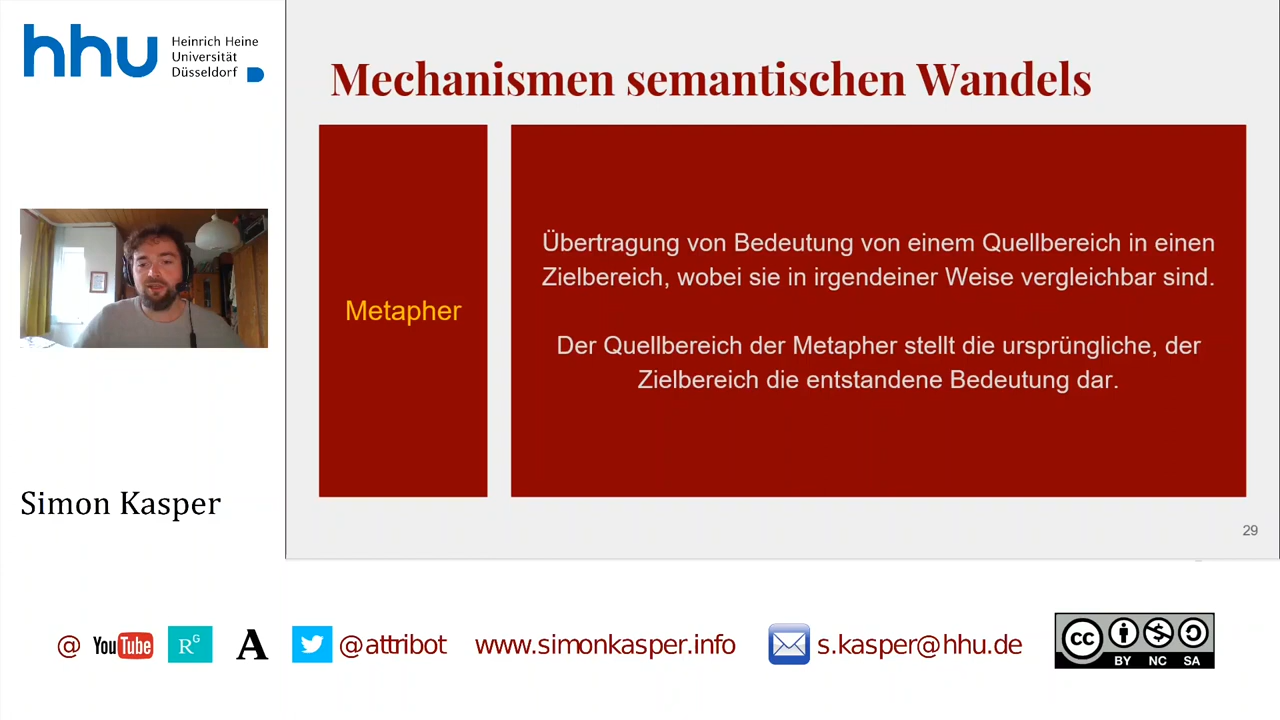 hhu
Heinrich Heine
Universität
Düsseldorf
Mechanismen semantischen Wandels
Metapher
Übertragung von Bedeutung von einem Quellbereich in einen
Zielbereich, wobei sie in irgendeiner Weise vergleichbar sind.
Der Quellbereich der Metapher stellt die ursprüngliche, der
Zielbereich die entstandene Bedeutung dar.
29
Simon Kasper
@ YouTube RG A @attribot www.simonkasper.info s.kasper@hhu.de
cc BY NC SA